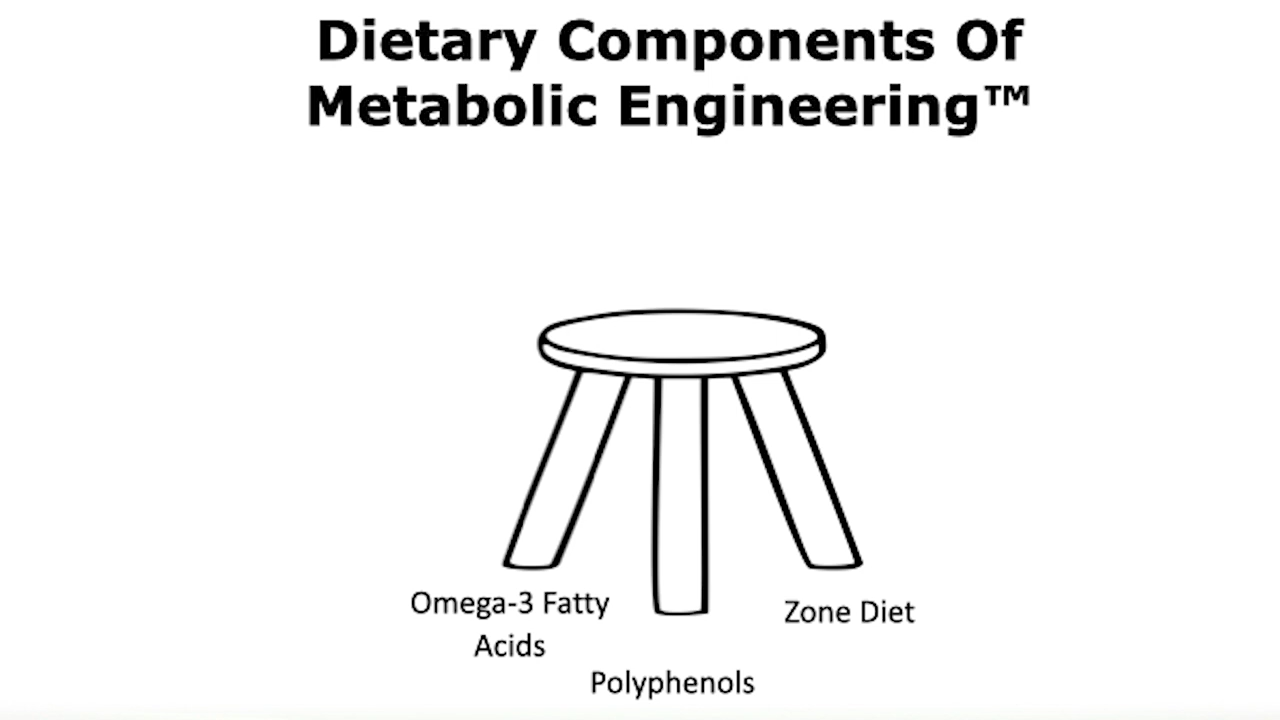 Dietary Components Of
Metabolic Engineering™
Omega-3 Fatty
Acids
Zone Diet
Polyphenols